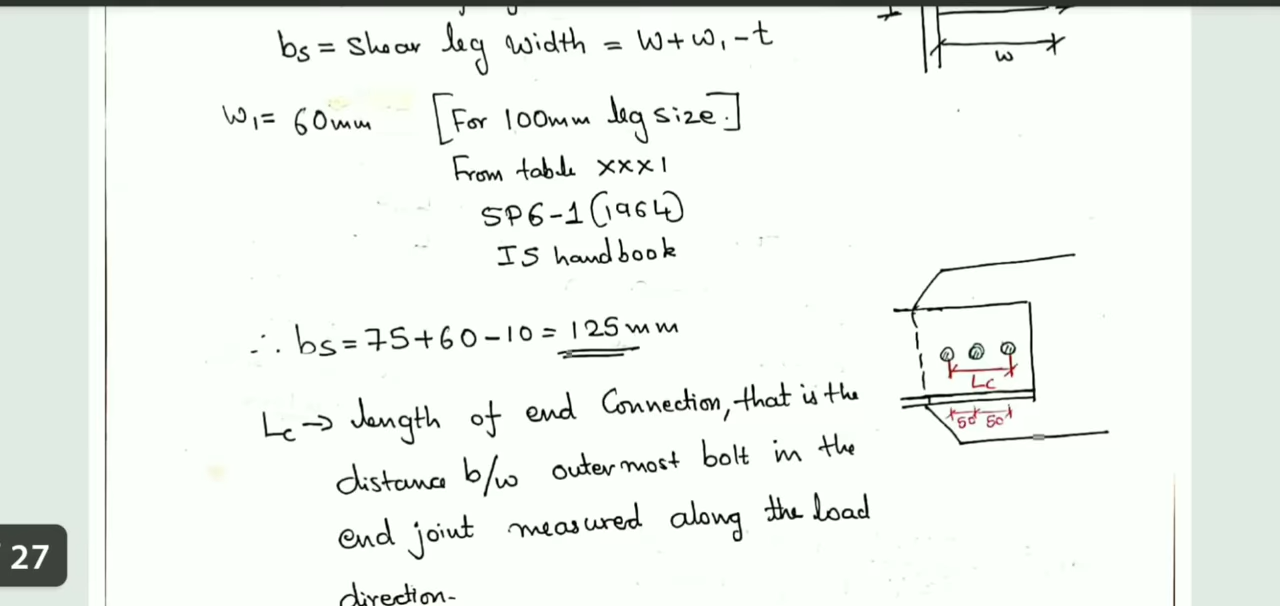 bs = Shear leg width = w+w₁-t
w
w₁ = 60mm [For 100mm leg size.]
From table XXXI
SP6-1 (1964)
IS handbook
∴ bs = 75+60-10 = 125mm
Lc
50 50
Lc → length of end Connection, that is the
distance b/w outermost bolt in the
end joint measured along the load
direction-
27